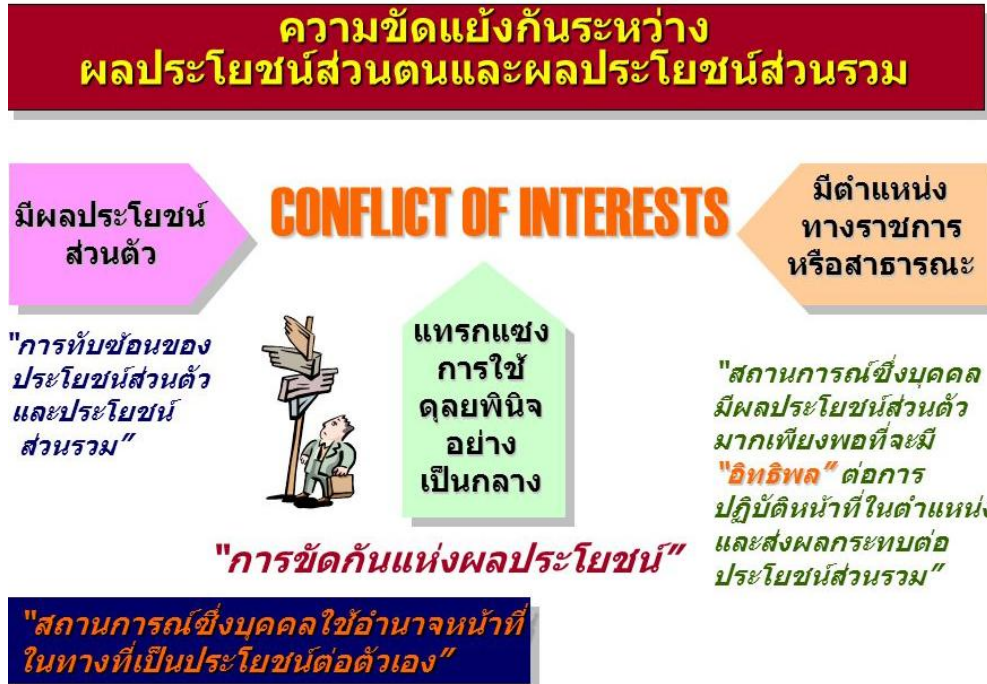 ความขัดแย้งกันระหว่าง
ผลประโยชน์ส่วนตนและผลประโยชน์ส่วนรวม
มีผลประโยชน์
ส่วนตัว
CONFLICT OF INTERESTS
มีตำแหน่ง
ทางราชการ
หรือสาธารณะ
"การทับซ้อนของ
ประโยชน์ส่วนตัว
และประโยชน์
ส่วนรวม"
แทรกแซง
การใช้
ดุลยพินิจ
อย่าง
เป็นกลาง
"สถานการณ์ซึ่งบุคคล
มีผลประโยชน์ส่วนตัว
มากเพียงพอที่จะมี
"อิทธิพล" ต่อการ
ปฏิบัติหน้าที่ในตำแหน่ง
และส่งผลกระทบต่อ
ประโยชน์ส่วนรวม"
"การขัดกันแห่งผลประโยชน์"
"สถานการณ์ซึ่งบุคคลใช้อำนาจหน้าที่
ในทางที่เป็นประโยชน์ต่อตัวเอง"